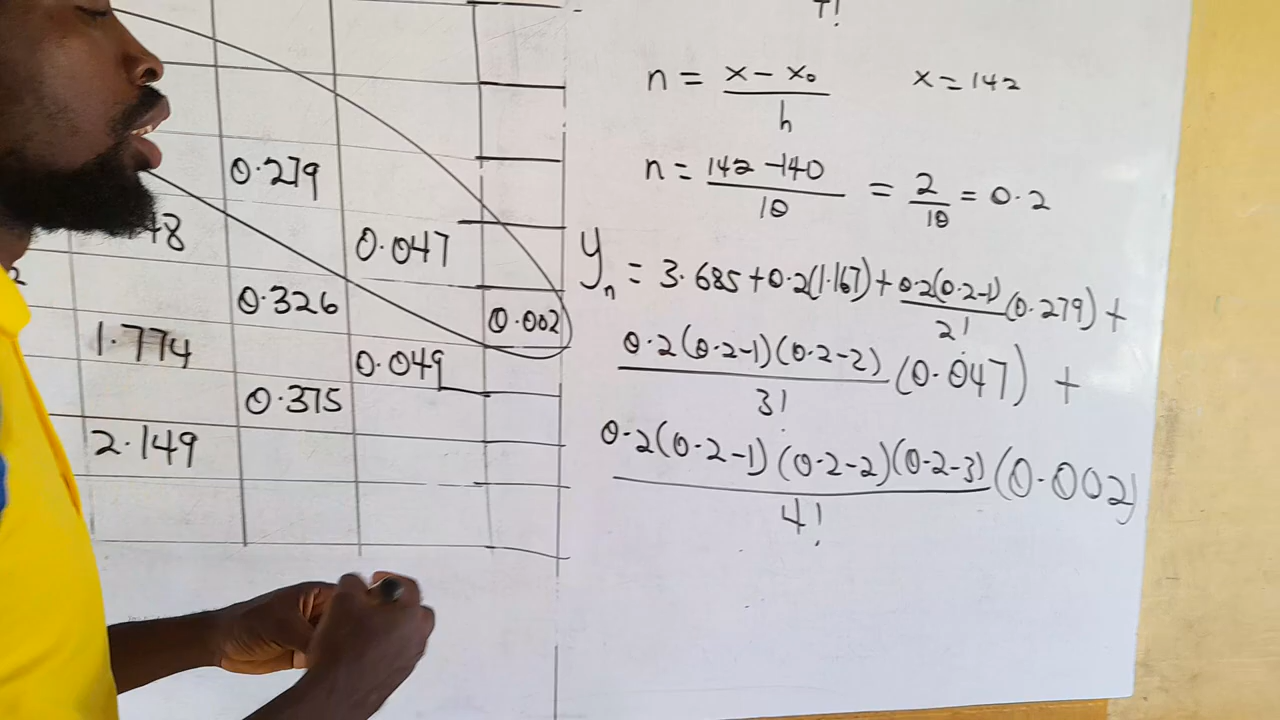 0.279
48
0.047
2
0.326
0.002
1.774
0.049
0.375
2.149
4!
n = x - x₀ / h
x = 142
n = 142 - 140 / 10 = 2 / 10 = 0.2
yₙ = 3.685 + 0.2(1.167) + 0.2(0.2-1) / 2! (0.279) +
0.2(0.2-1)(0.2-2) / 3! (0.047) +
0.2(0.2-1)(0.2-2)(0.2-3) / 4! (0.002)